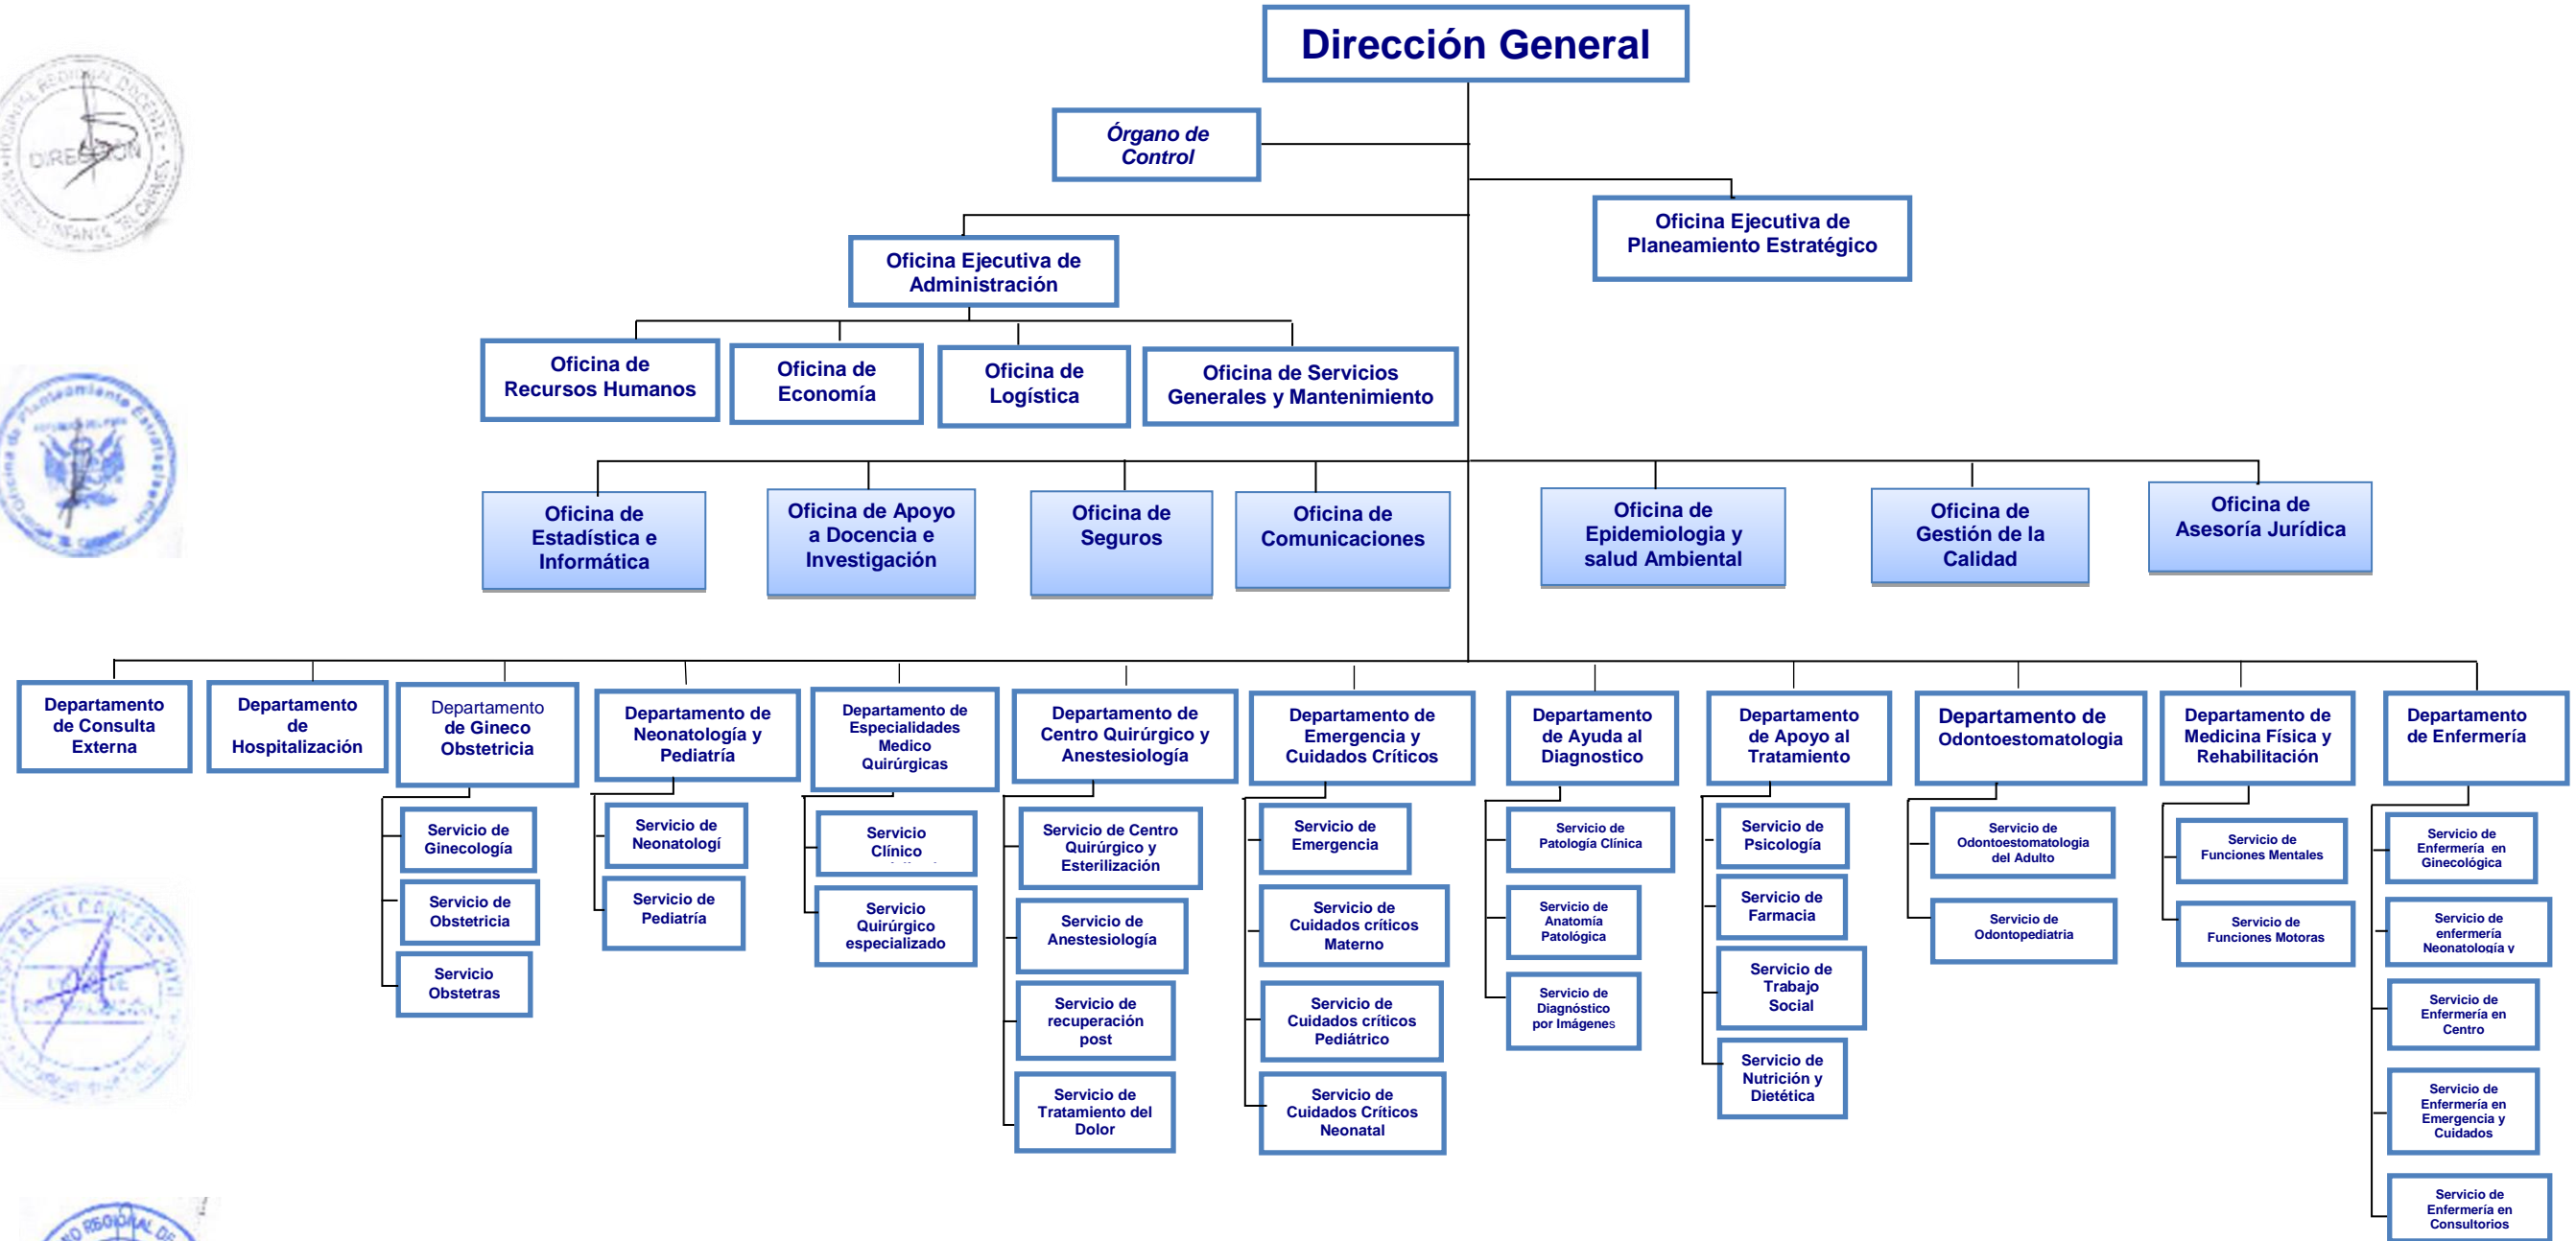 Dirección General
Órgano de
Control
Oficina Ejecutiva de
Planeamiento Estratégico
Oficina Ejecutiva de
Administración
Oficina de
Recursos Humanos
Oficina de
Economía
Oficina de
Logística
Oficina de Servicios
Generales y Mantenimiento
Oficina de
Estadística e
Informática
Oficina de Apoyo
a Docencia e
Investigación
Oficina de
Seguros
Oficina de
Comunicaciones
Oficina de
Epidemiologia y
salud Ambiental
Oficina de
Gestión de la
Calidad
Oficina de
Asesoría Jurídica
Departamento
de Consulta
Externa
Departamento
de
Hospitalización
Departamento
de Gineco
Obstetricia
Servicio de
Ginecología
Servicio de
Obstetricia
Servicio
Obstetras
Departamento de
Neonatología y
Pediatría
Servicio de
Neonatologí
Servicio de
Pediatría
Departamento de
Especialidades
Medico
Quirúrgicas
Servicio
Clínico
Servicio
Quirúrgico
especializado
Departamento de
Centro Quirúrgico y
Anestesiología
Servicio de Centro
Quirúrgico y
Esterilización
Servicio de
Anestesiología
Servicio de
recuperación
post
Servicio de
Tratamiento del
Dolor
Departamento de
Emergencia y
Cuidados Críticos
Servicio de
Emergencia
Servicio de
Cuidados críticos
Materno
Servicio de
Cuidados críticos
Pediátrico
Servicio de
Cuidados Críticos
Neonatal
Departamento
de Ayuda al
Diagnostico
Servicio de
Patología Clínica
Servicio de
Anatomía
Patológica
Servicio de
Diagnóstico
por Imágenes
Departamento
de Apoyo al
Tratamiento
Servicio de
Psicología
Servicio de
Farmacia
Servicio de
Trabajo
Social
Servicio de
Nutrición y
Dietética
Departamento de
Odontoestomatologia
Servicio de
Odontoestomatologia
del Adulto
Servicio de
Odontopediatria
Departamento de
Medicina Física y
Rehabilitación
Servicio de
Funciones Mentales
Servicio de
Funciones Motoras
Departamento
de Enfermería
Servicio de
Enfermería en
Ginecológica
Servicio de
enfermería
Neonatología y
Servicio de
Enfermería en
Centro
Servicio de
Enfermería en
Emergencia y
Cuidados
Servicio de
Enfermería en
Consultorios
HOSPITAL REGIONAL DOCENTE
DIRECCION
Oficina de Planteamiento Estratégico
REGIONAL